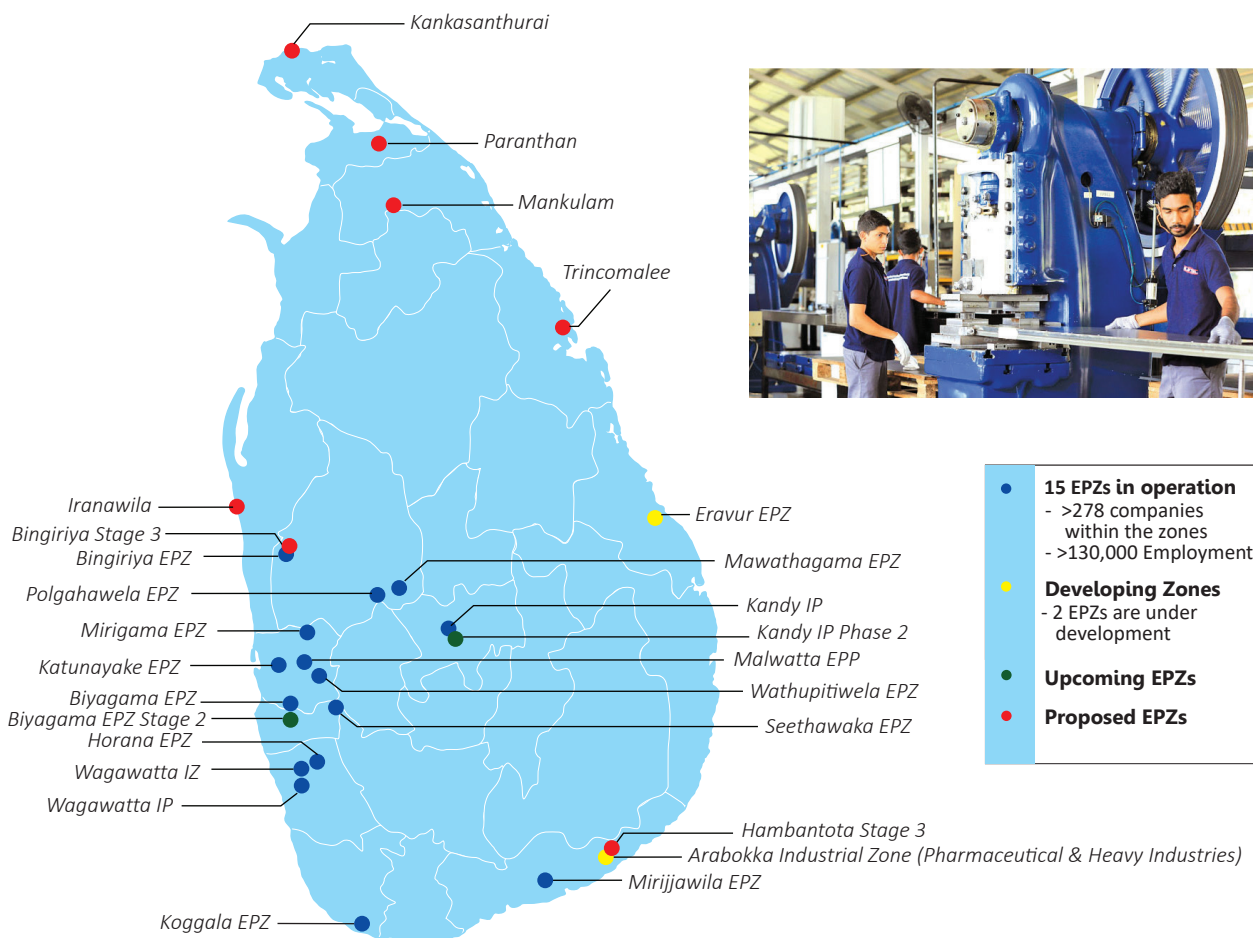 Kankasanthurai
Paranthan
Mankulam
Trincomalee
Iranawila
Bingiriya Stage 3
Bingiriya EPZ
Polgahawela EPZ
Mirigama EPZ
Katunayake EPZ
Biyagama EPZ
Biyagama EPZ Stage 2
Horana EPZ
Wagawatta IZ
Wagawatta IP
Koggala EPZ
Eravur EPZ
Mawathagama EPZ
Kandy IP
Kandy IP Phase 2
Malwatta EPP
Wathupitiwela EPZ
Seethawaka EPZ
Hambantota Stage 3
Arabokka Industrial Zone (Pharmaceutical & Heavy Industries)
Mirijjawila EPZ
15 EPZs in operation
- >278 companies
within the zones
- >130,000 Employment
Developing Zones
- 2 EPZs are under
development
Upcoming EPZs
Proposed EPZs